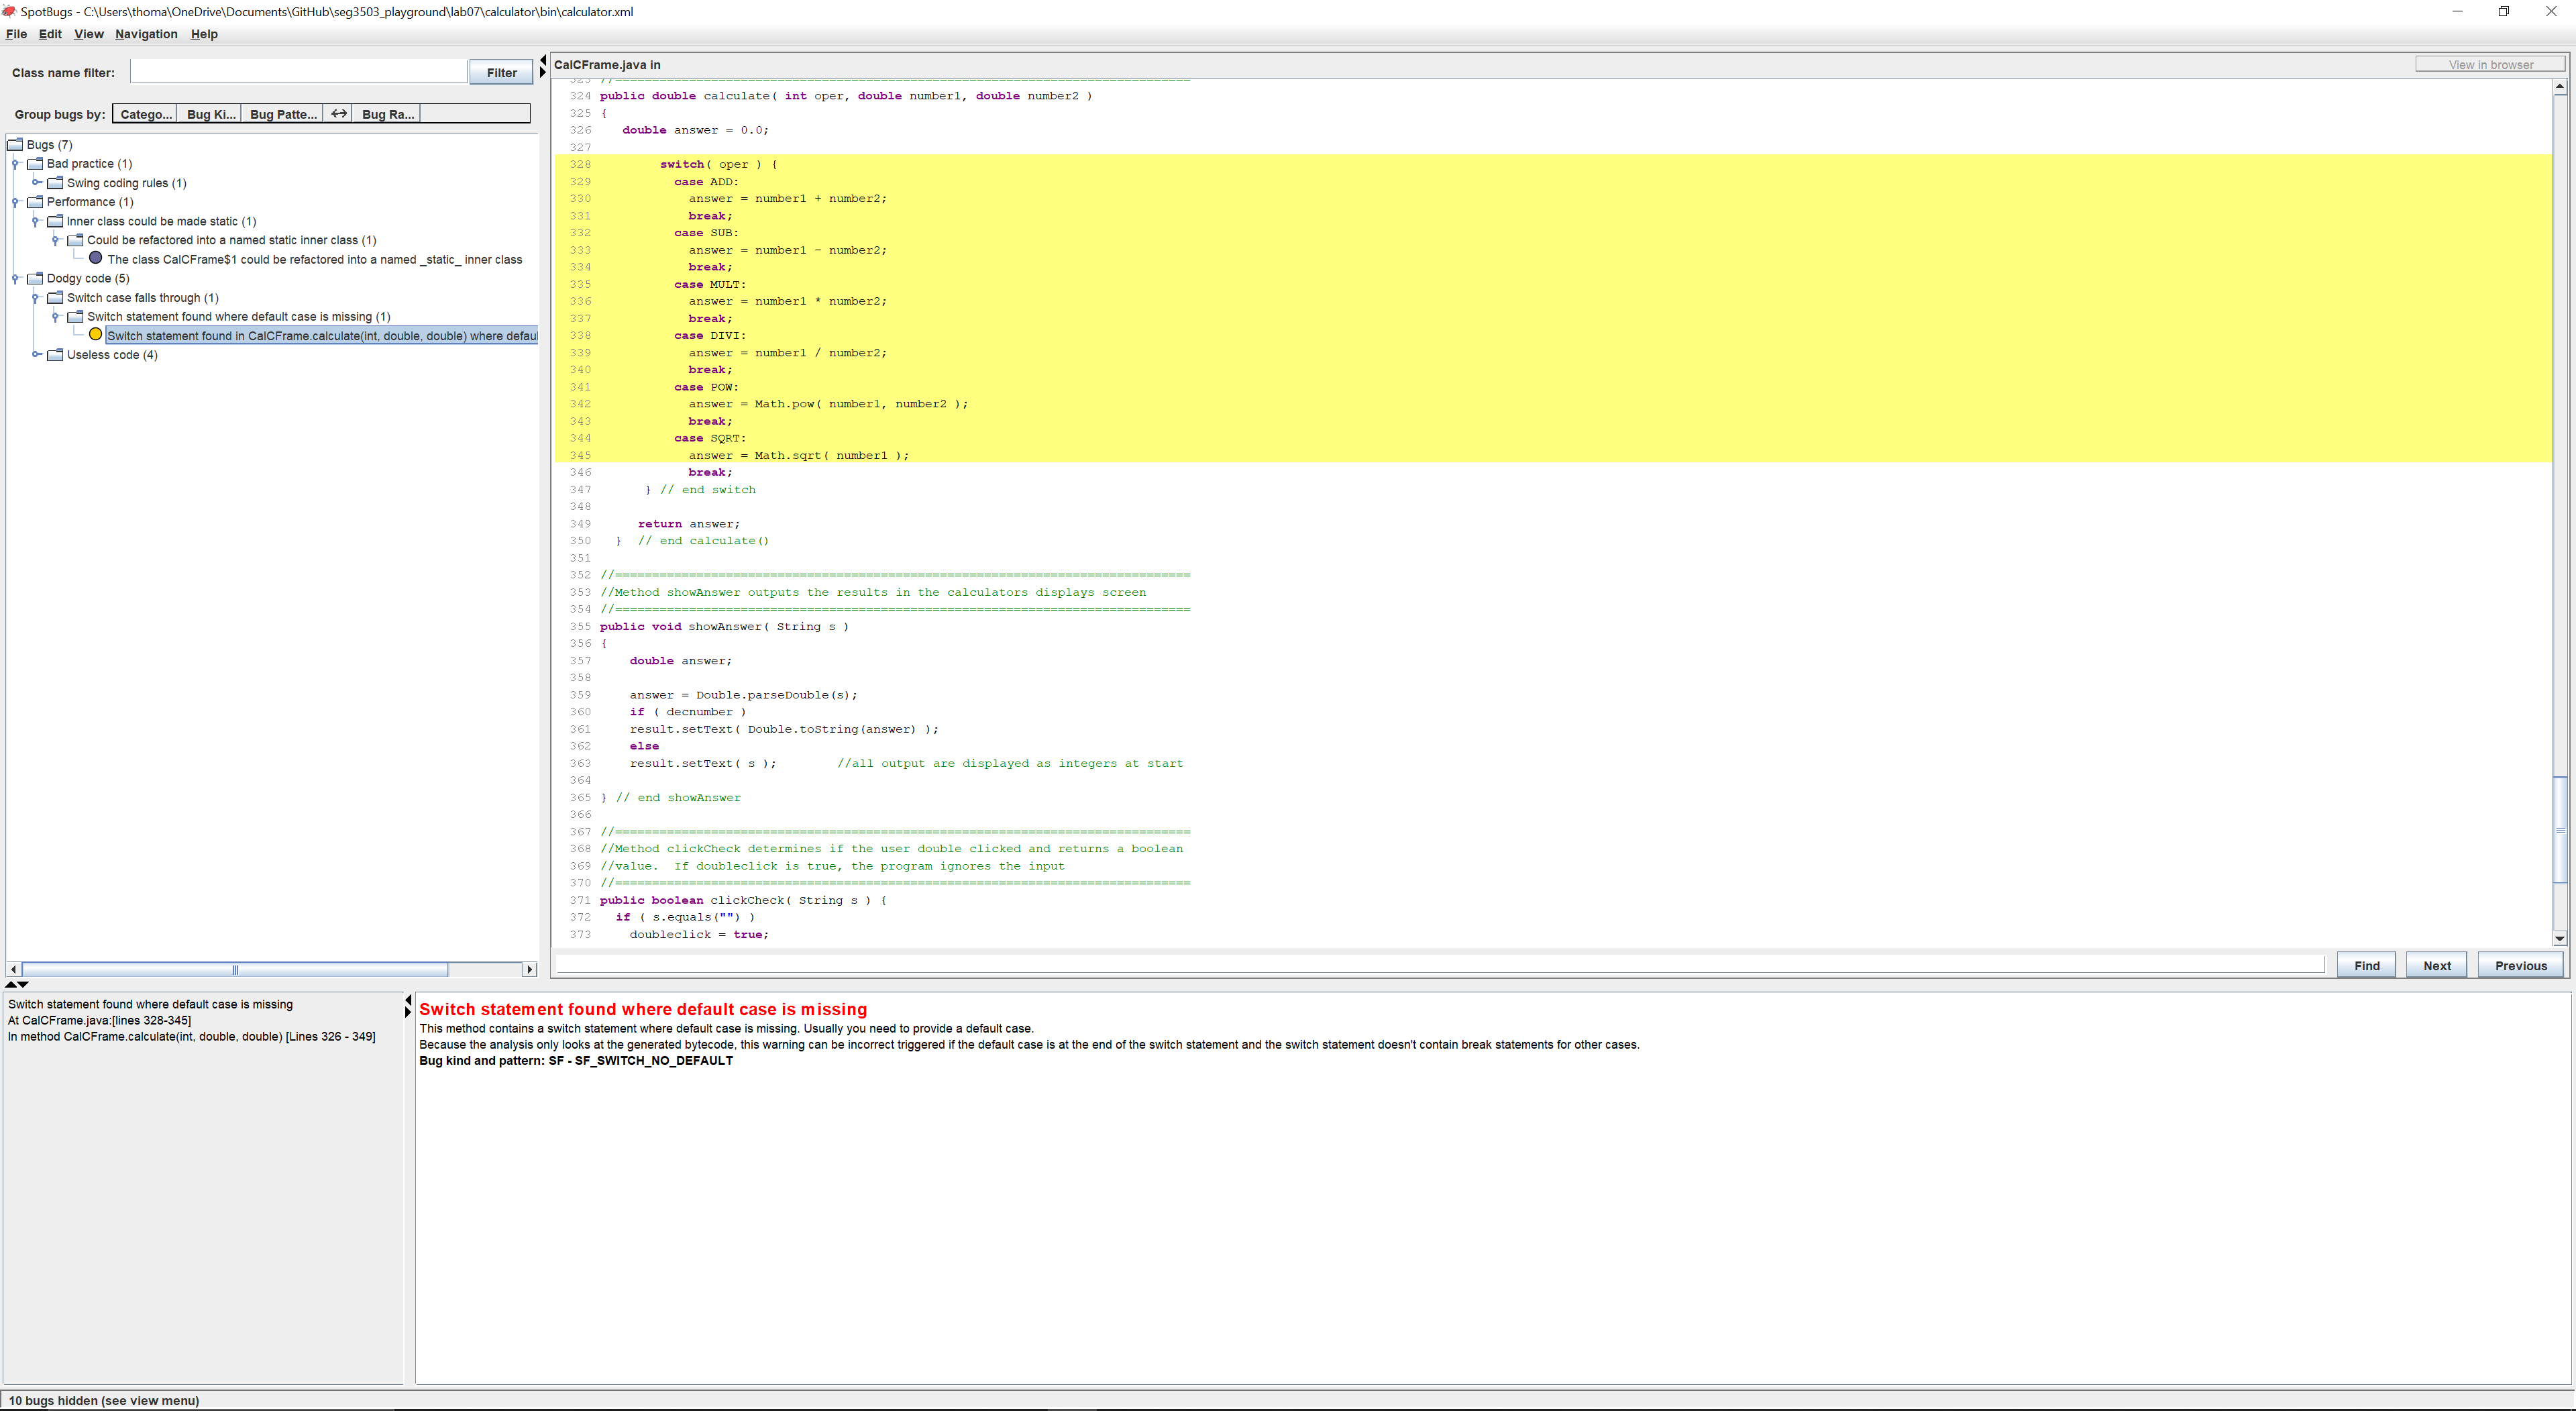 SpotBugs - C:\Users\thoma\OneDrive\Documents\GitHub\seg3503_playground\lab07\calculator\bin\calculator.xml
File Edit View Navigation Help
Class name filter: Filter
Group bugs by: Catego... Bug Ki... Bug Patte... <-> Bug Ra...
Bugs (7)
Bad practice (1)
Swing coding rules (1)
Performance (1)
Inner class could be made static (1)
Could be refactored into a named static inner class (1)
The class CalCFrame$1 could be refactored into a named _static_ inner class
Dodgy code (5)
Switch case falls through (1)
Switch statement found where default case is missing (1)
Switch statement found in CalCFrame.calculate(int, double, double) where defau
Useless code (4)
CalCFrame.java in
View in browser
323 //==============================================================================
324 public double calculate( int oper, double number1, double number2 )
325 {
326 double answer = 0.0;
327
328 switch( oper ) {
329 case ADD:
330 answer = number1 + number2;
331 break;
332 case SUB:
333 answer = number1 - number2;
334 break;
335 case MULT:
336 answer = number1 * number2;
337 break;
338 case DIVI:
339 answer = number1 / number2;
340 break;
341 case POW:
342 answer = Math.pow( number1, number2 );
343 break;
344 case SQRT:
345 answer = Math.sqrt( number1 );
346 break;
347 } // end switch
348
349 return answer;
350 } // end calculate()
351
352 //==============================================================================
353 //Method showAnswer outputs the results in the calculators displays screen
354 //==============================================================================
355 public void showAnswer( String s )
356 {
357 double answer;
358
359 answer = Double.parseDouble(s);
360 if ( decnumber )
361 result.setText( Double.toString(answer) );
362 else
363 result.setText( s ); //all output are displayed as integers at start
364
365 } // end showAnswer
366
367 //==============================================================================
368 //Method clickCheck determines if the user double clicked and returns a boolean
369 //value. If doubleclick is true, the program ignores the input
370 //==============================================================================
371 public boolean clickCheck( String s ) {
372 if ( s.equals("") )
373 doubleclick = true;
Find Next Previous
Switch statement found where default case is missing
At CalCFrame.java:[lines 328-345]
In method CalCFrame.calculate(int, double, double) [Lines 326 - 349]
Switch statement found where default case is missing
This method contains a switch statement where default case is missing. Usually you need to provide a default case.
Because the analysis only looks at the generated bytecode, this warning can be incorrect triggered if the default case is at the end of the switch statement and the switch statement doesn't contain break statements for other cases.
Bug kind and pattern: SF - SF_SWITCH_NO_DEFAULT
10 bugs hidden (see view menu)